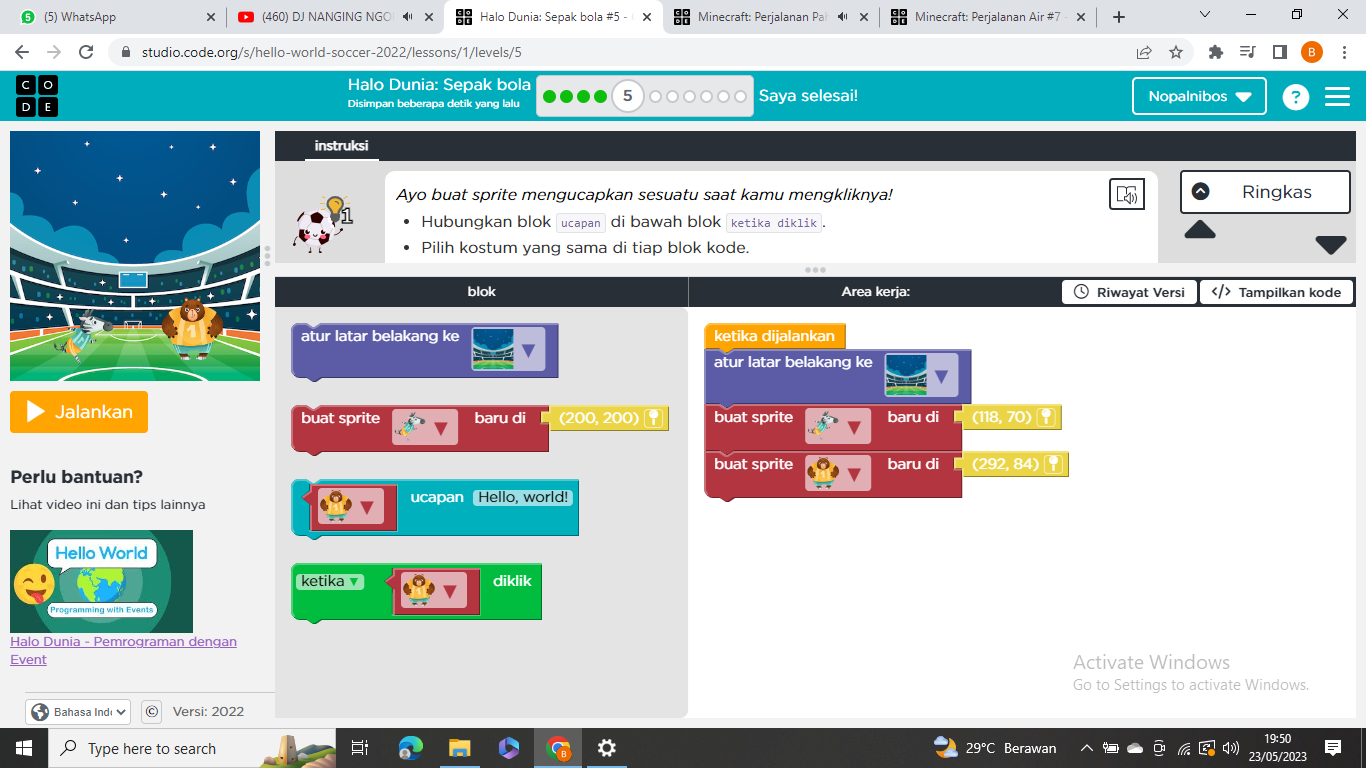 (5) WhatsApp
(460) DJ NANGING NGO
Halo Dunia: Sepak bola #5 -
Minecraft: Perjalanan Pah
Minecraft: Perjalanan Air #7 -
studio.code.org/s/hello-world-soccer-2022/lessons/1/levels/5
B
C O
D E
Halo Dunia: Sepak bola
Disimpan beberapa detik yang lalu
5
Saya selesai!
Nopalnibos
?
instruksi
1
Ayo buat sprite mengucapkan sesuatu saat kamu mengkliknya!
• Hubungkan blok ucapan di bawah blok ketika diklik.
• Pilih kostum yang sama di tiap blok kode.
Ringkas
blok
Area kerja:
Riwayat Versi
</> Tampilkan kode
atur latar belakang ke
buat sprite baru di (200, 200)
ucapan Hello, world!
ketika diklik
ketika dijalankan
atur latar belakang ke
buat sprite baru di (118, 70)
buat sprite baru di (292, 84)
Jalankan
Perlu bantuan?
Lihat video ini dan tips lainnya
Hello World
Programming with Events
Halo Dunia - Pemrograman dengan
Event
Bahasa Ind
©
Versi: 2022
Activate Windows
Go to Settings to activate Windows.
Type here to search
29°C Berawan
19:50
23/05/2023